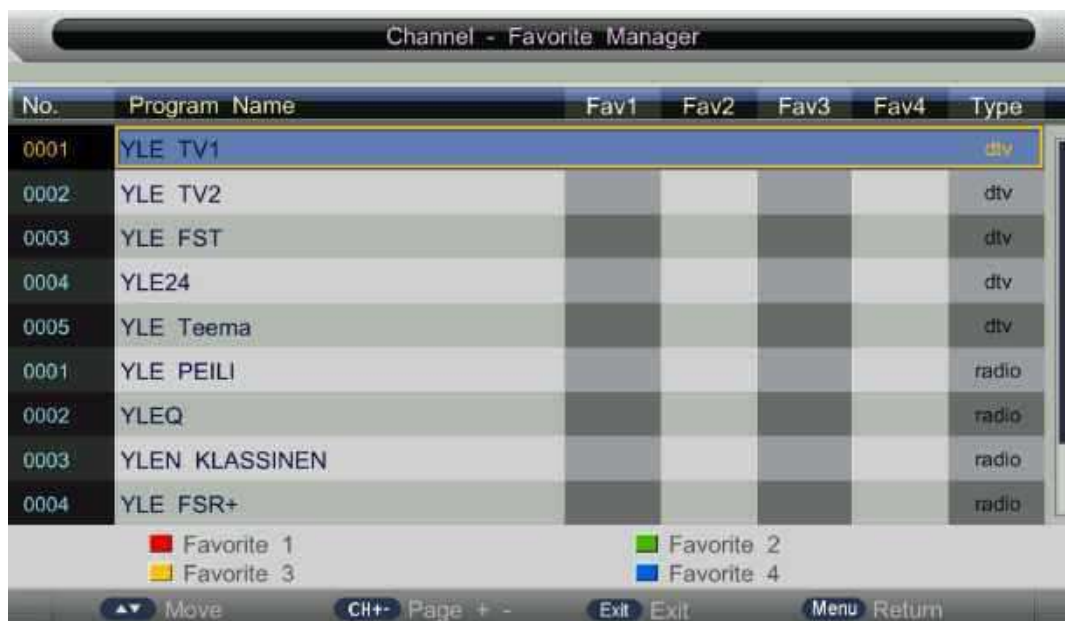 Channel - Favorite Manager
No. Program Name Fav1 Fav2 Fav3 Fav4 Type
0001 YLE TV1 dtv
0002 YLE TV2 dtv
0003 YLE FST dtv
0004 YLE24 dtv
0005 YLE Teema dtv
0001 YLE PEILI radio
0002 YLEQ radio
0003 YLEN KLASSINEN radio
0004 YLE FSR+ radio
Favorite 1 Favorite 2
Favorite 3 Favorite 4
▲▼ Move CH+- Page + - Exit Exit Menu Return